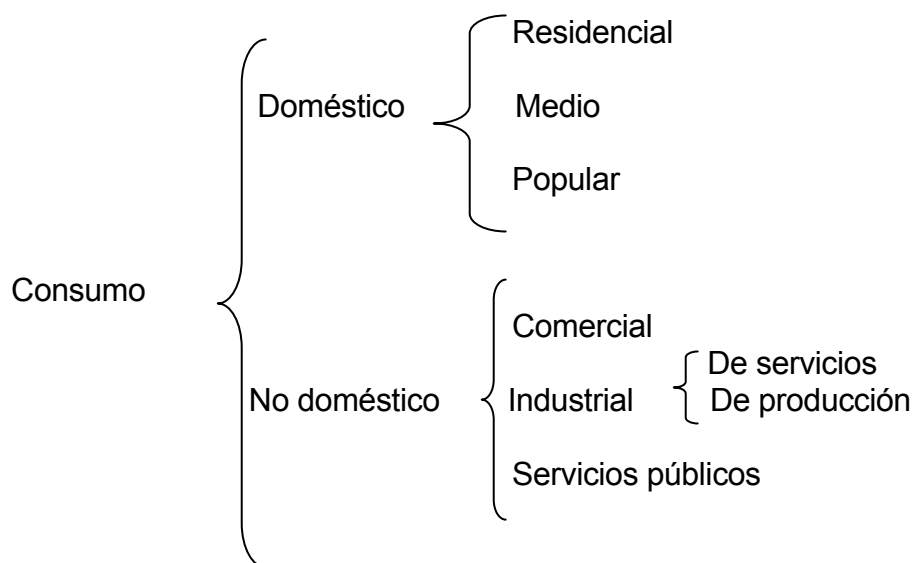 Residencial
Doméstico
Medio
Popular
Consumo
Comercial
De servicios
No doméstico
Industrial
De producción
Servicios públicos